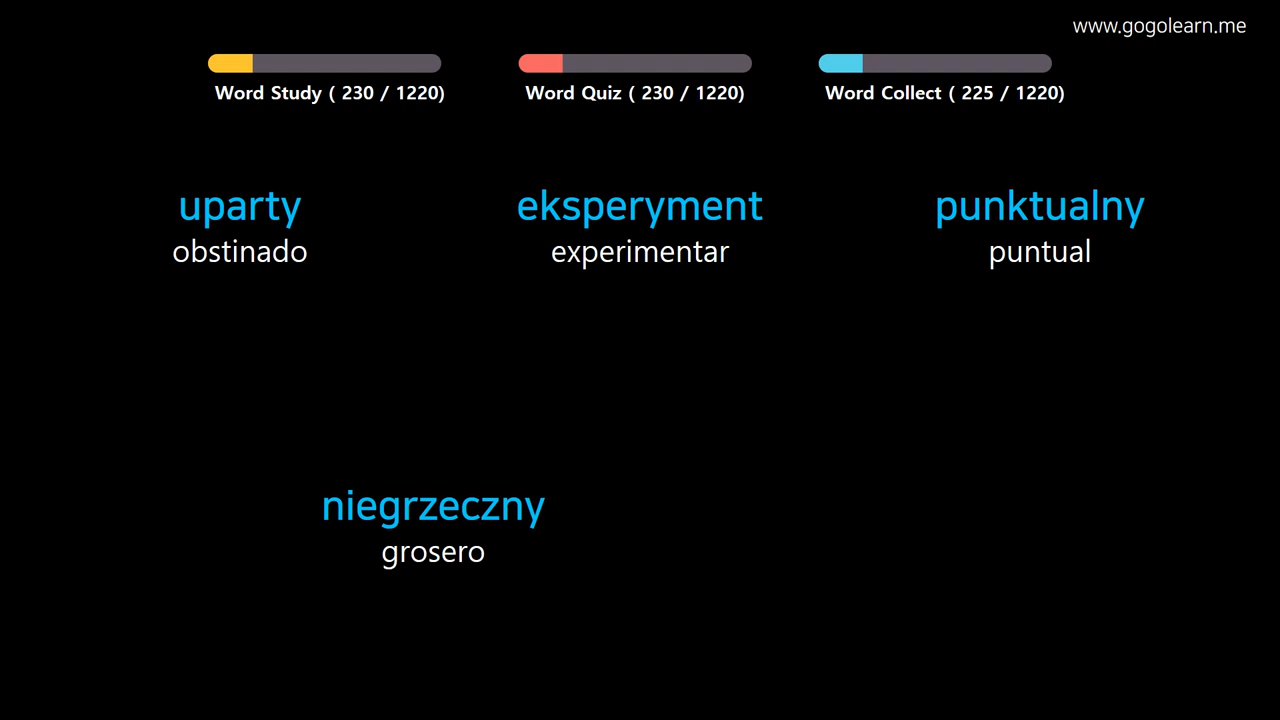 www.gogolearn.me
Word Study ( 230 / 1220)
Word Quiz ( 230 / 1220)
Word Collect ( 225 / 1220)
uparty
obstinado
eksperyment
experimentar
punktualny
puntual
niegrzeczny
grosero